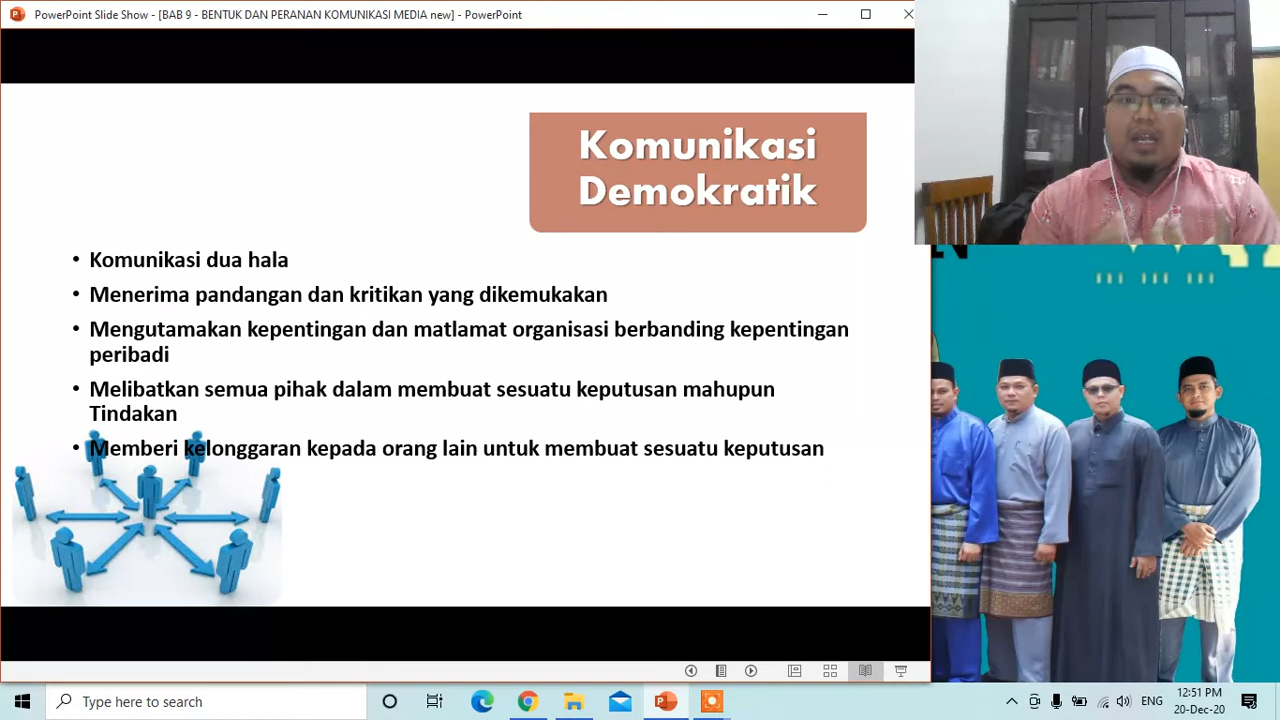 PowerPoint Slide Show - [BAB 9 - BENTUK DAN PERANAN KOMUNIKASI MEDIA new] - PowerPoint
Komunikasi
Demokratik
• Komunikasi dua hala
• Menerima pandangan dan kritikan yang dikemukakan
• Mengutamakan kepentingan dan matlamat organisasi berbanding kepentingan
peribadi
• Melibatkan semua pihak dalam membuat sesuatu keputusan mahupun
Tindakan
• Memberi kelonggaran kepada orang lain untuk membuat sesuatu keputusan
Type here to search
ENG
12:51 PM
20-Dec-20